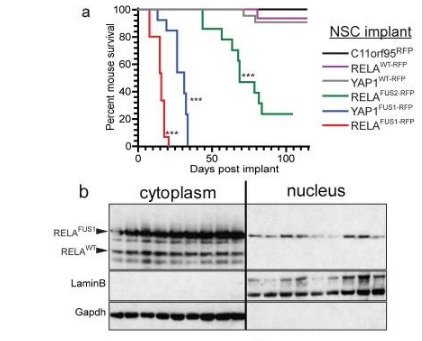 a
100
80
60
40
20
0
Percent mouse survival
***
***
***
0 50 100
Days post implant
NSC implant
C11orf95RFP
RELAWT-RFP
YAP1WT-RFP
RELAFUS2-RFP
YAP1FUS1-RFP
RELAFUS1-RFP
b
cytoplasm nucleus
RELAFUS1
RELAWT
LaminB
Gapdh